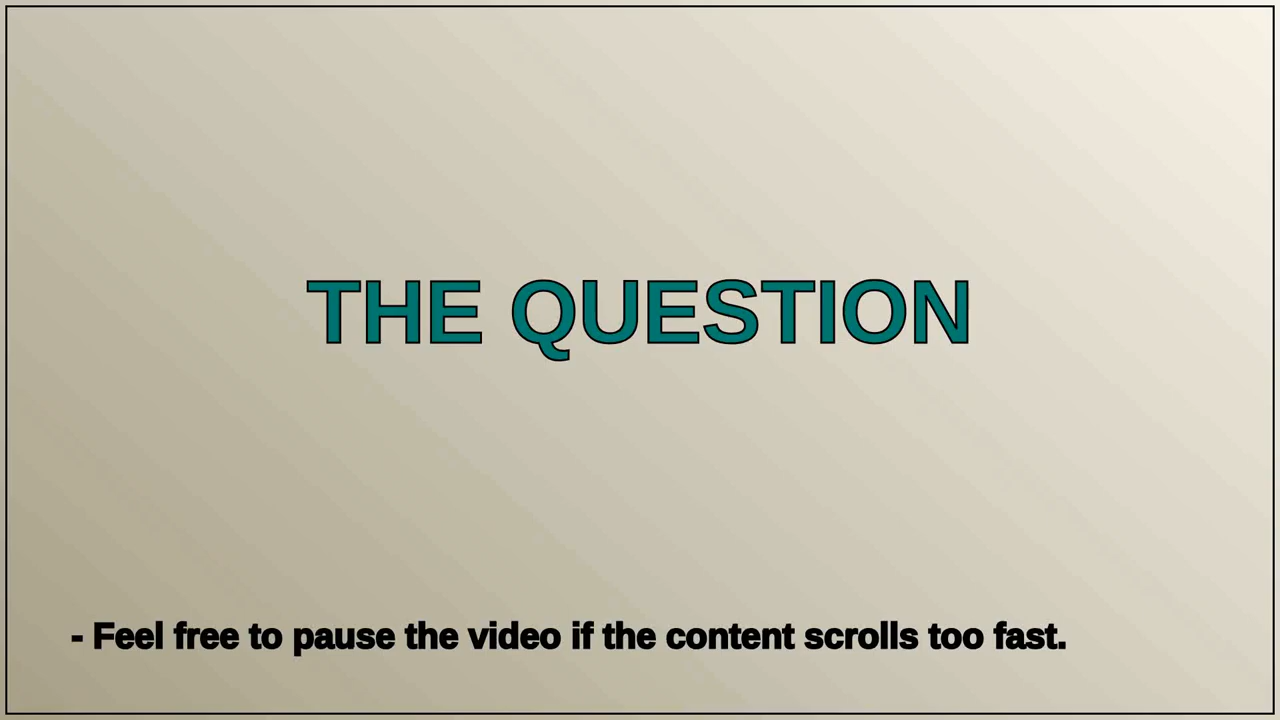 THE QUESTION
- Feel free to pause the video if the content scrolls too fast.